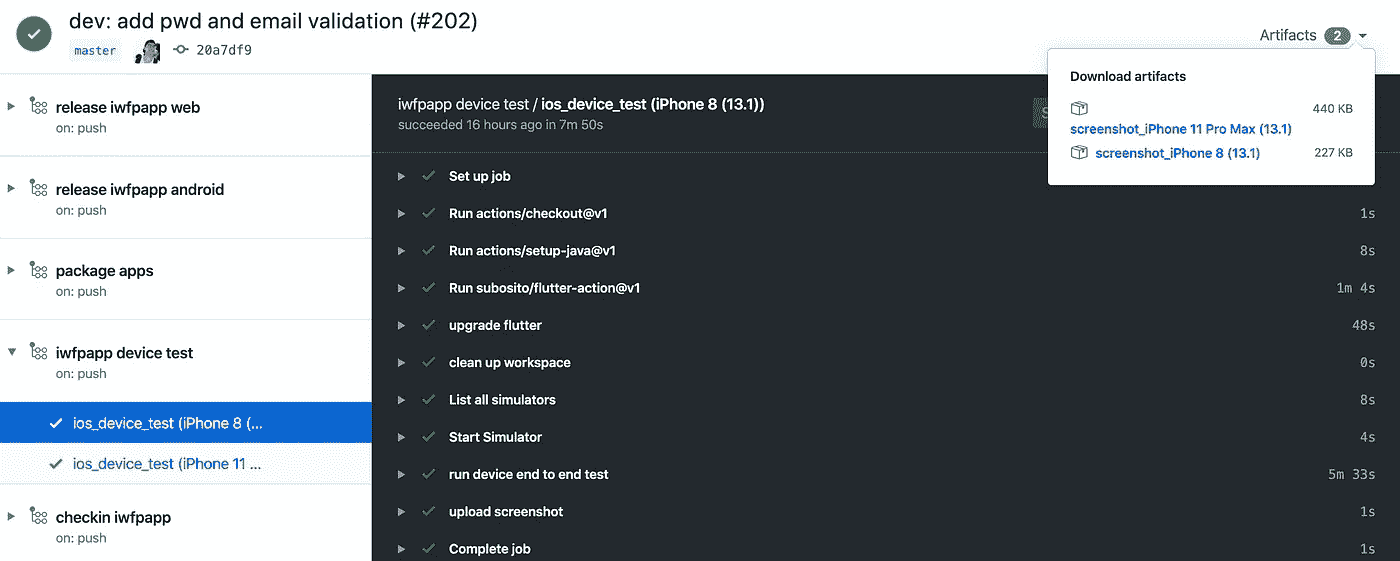 dev: add pwd and email validation (#202)
master 20a7df9
Artifacts 2
Download artifacts
440 KB
screenshot_iPhone 11 Pro Max (13.1)
screenshot_iPhone 8 (13.1) 227 KB
release iwfpapp web
on: push
release iwfpapp android
on: push
package apps
on: push
iwfpapp device test
on: push
ios_device_test (iPhone 8 (...
ios_device_test (iPhone 11 ...
checkin iwfpapp
on: push
iwfpapp device test / ios_device_test (iPhone 8 (13.1))
succeeded 16 hours ago in 7m 50s
Set up job
Run actions/checkout@v1 1s
Run actions/setup-java@v1 8s
Run subosito/flutter-action@v1 1m 4s
upgrade flutter 48s
clean up workspace 0s
List all simulators 8s
Start Simulator 4s
run device end to end test 5m 33s
upload screenshot 1s
Complete job 1s